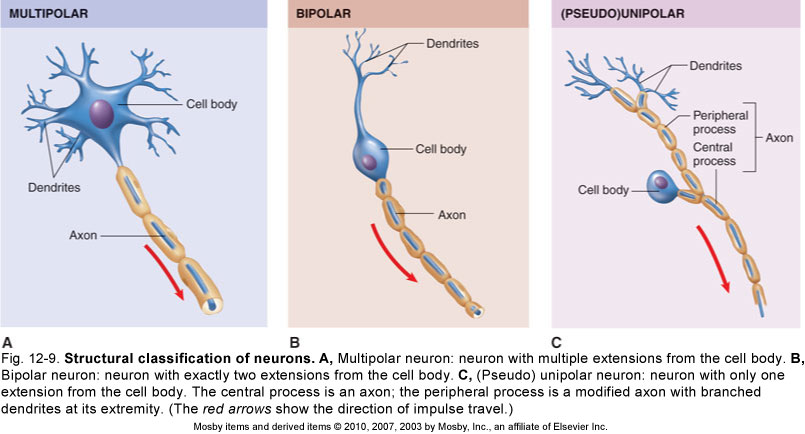 MULTIPOLAR
Cell body
Dendrites
Axon
A
BIPOLAR
Dendrites
Cell body
Axon
B
(PSEUDO)UNIPOLAR
Dendrites
Peripheral
process
Central
process
Axon
Cell body
C
Fig. 12-9. Structural classification of neurons. A, Multipolar neuron: neuron with multiple extensions from the cell body. B,
Bipolar neuron: neuron with exactly two extensions from the cell body. C, (Pseudo) unipolar neuron: neuron with only one
extension from the cell body. The central process is an axon; the peripheral process is a modified axon with branched
dendrites at its extremity. (The red arrows show the direction of impulse travel.)
Mosby items and derived items © 2010, 2007, 2003 by Mosby, Inc., an affiliate of Elsevier Inc.